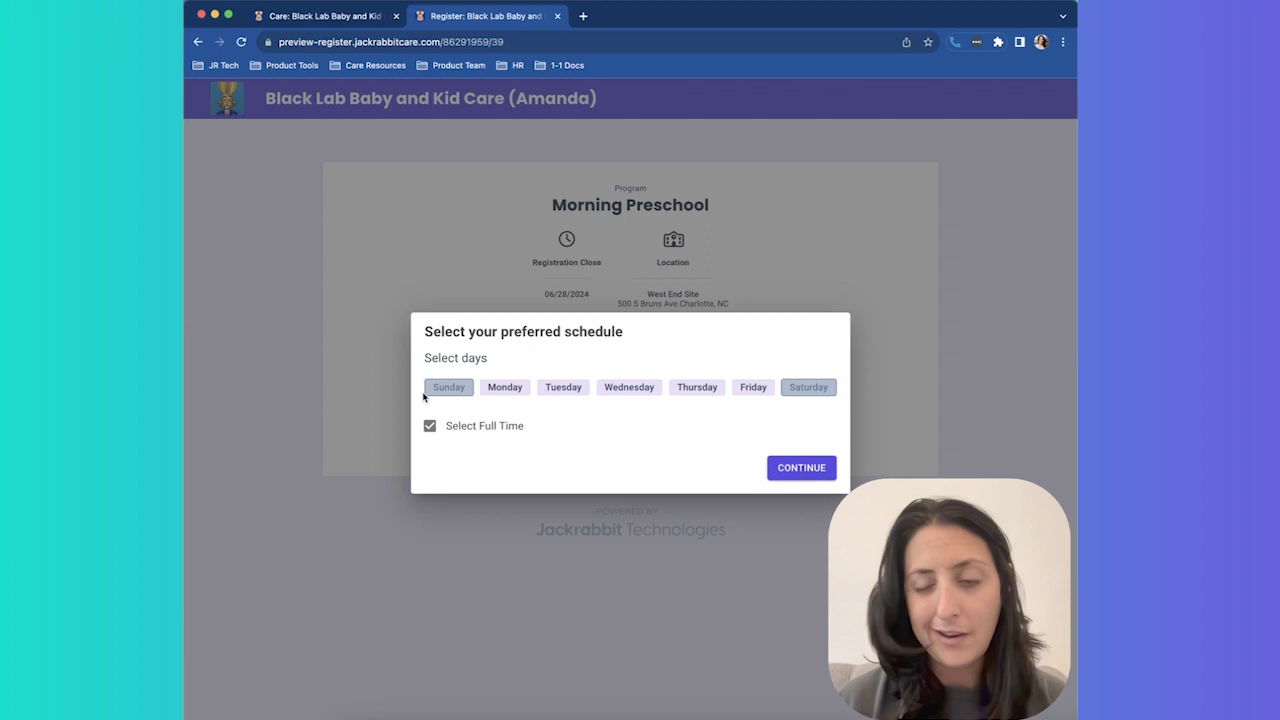 Care: Black Lab Baby and Kid
Register: Black Lab Baby and
preview-register.jackrabbitcare.com/86291959/39
JR Tech
Product Tools
Care Resources
Product Team
HR
1-1 Docs
Black Lab Baby and Kid Care (Amanda)
Program
Morning Preschool
Registration Close
Location
06/28/2024
West End Site
500 S Bruns Ave Charlotte, NC
Select your preferred schedule
Select days
Sunday
Monday
Tuesday
Wednesday
Thursday
Friday
Saturday
Select Full Time
CONTINUE
POWERED BY
Jackrabbit Technologies